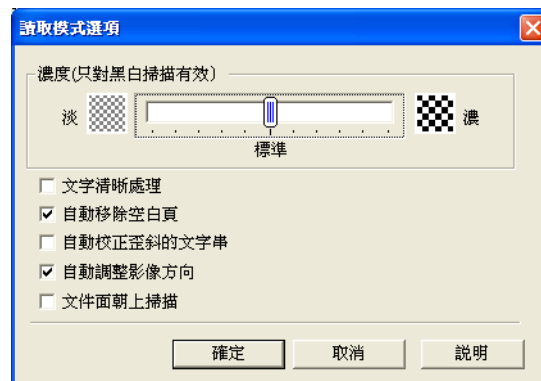 讀取模式選項
濃度(只對黑白掃描有效)
淡 濃
標準
文字清晰處理
自動移除空白頁
自動校正歪斜的文字串
自動調整影像方向
文件面朝上掃描
確定 取消 說明